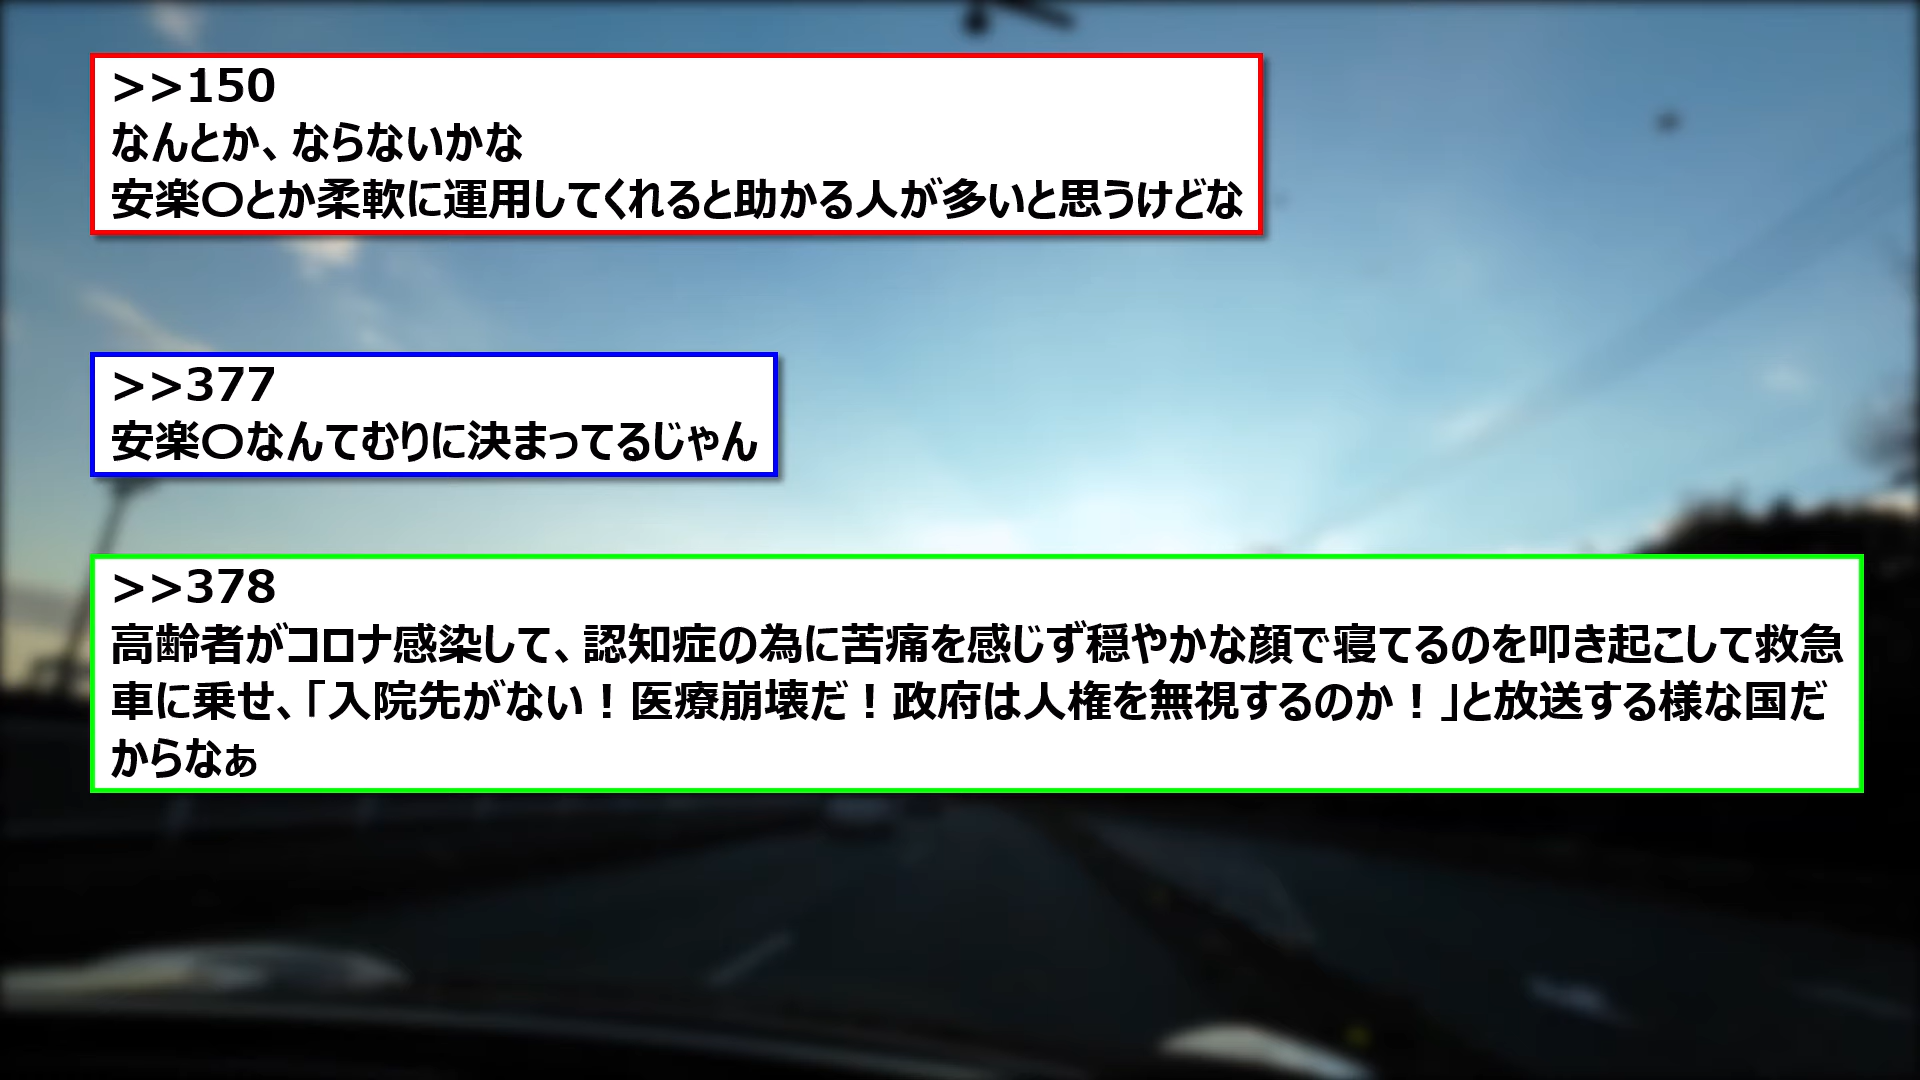 >>150
なんとか、ならないかな
安楽〇とか柔軟に運用してくれると助かる人が多いと思うけどな
>>377
安楽〇なんてむりに決まってるじゃん
>>378
高齢者がコロナ感染して、認知症の為に苦痛を感じず穏やかな顔で寝てるのを叩き起こして救急
車に乗せ、「入院先がない！医療崩壊だ！政府は人権を無視するのか！」と放送する様な国だ
からなぁ